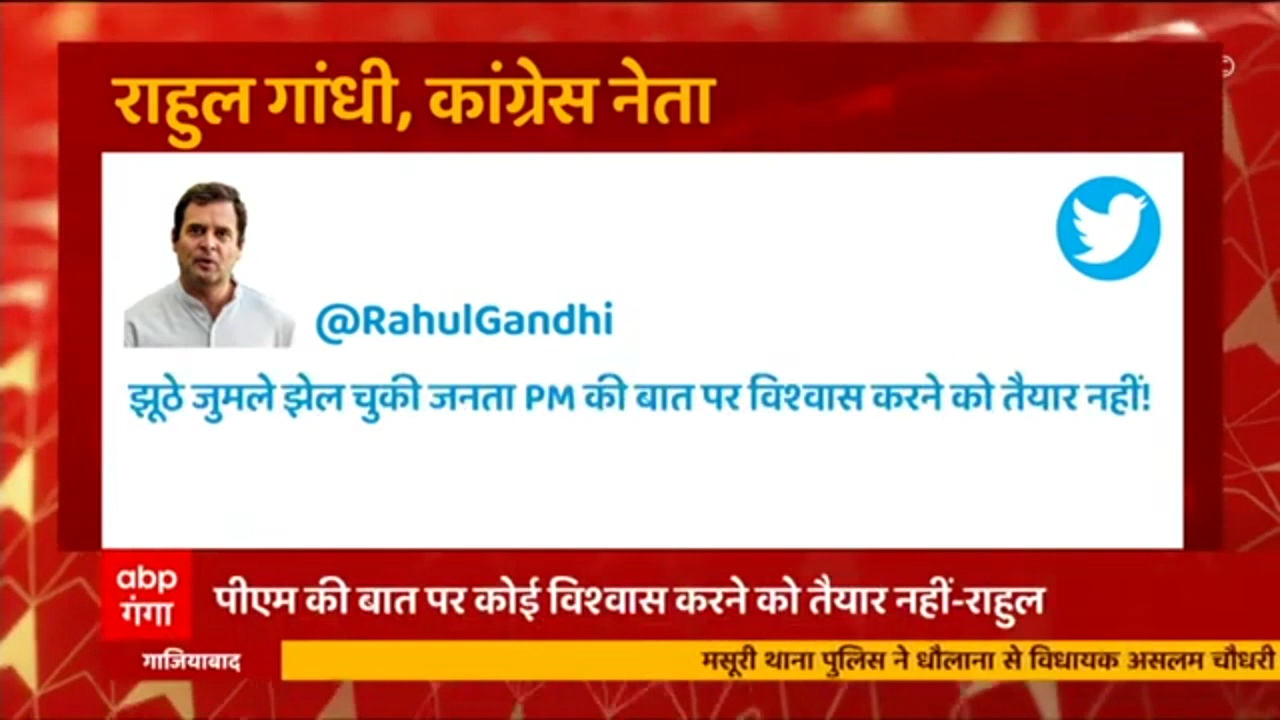 राहुल गांधी, कांग्रेस नेता
@RahulGandhi
झूठे जुमले झेल चुकी जनता PM की बात पर विश्वास करने को तैयार नहीं!
abp
गंगा
पीएम की बात पर कोई विश्वास करने को तैयार नहीं-राहुल
गाजियाबाद
मसूरी थाना पुलिस ने धौलाना से विधायक असलम चौधरी